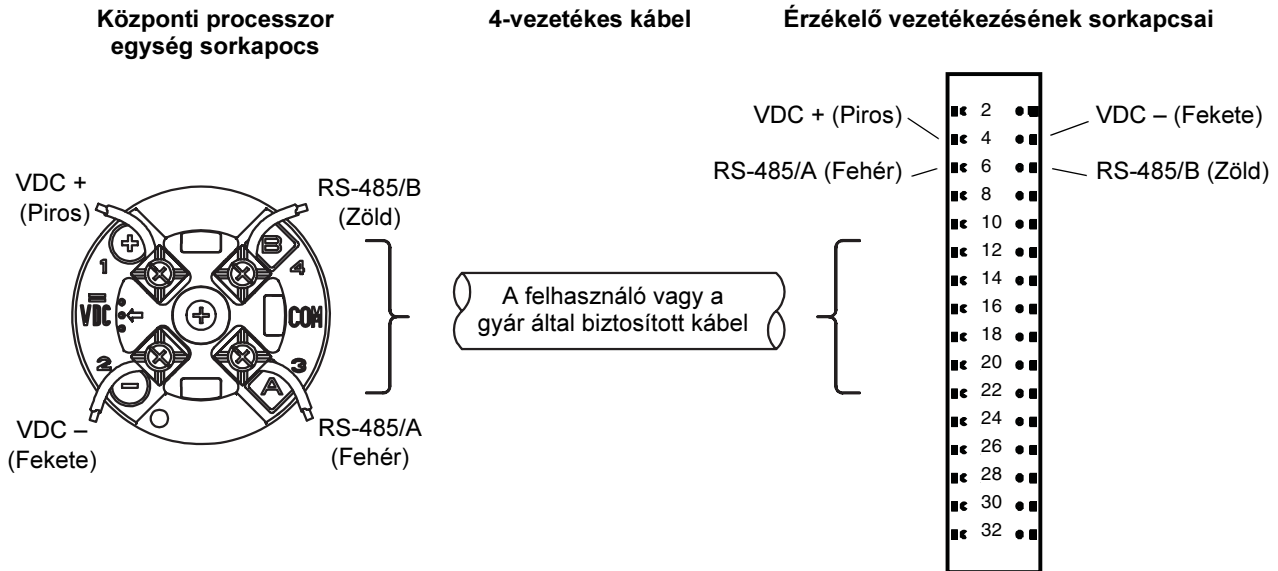 Központi processzor
egység sorkapocs
4-vezetékes kábel
Érzékelő vezetékezésének sorkapcsai
VDC +
(Piros)
RS-485/B
(Zöld)
+
B
1
4
VDC
+
COM
2
3
–
A
VDC –
(Fekete)
RS-485/A
(Fehér)
A felhasználó vagy a
gyár által biztosított kábel
VDC + (Piros)
VDC – (Fekete)
RS-485/A (Fehér)
RS-485/B (Zöld)
2
4
6
8
10
12
14
16
18
20
22
24
26
28
30
32